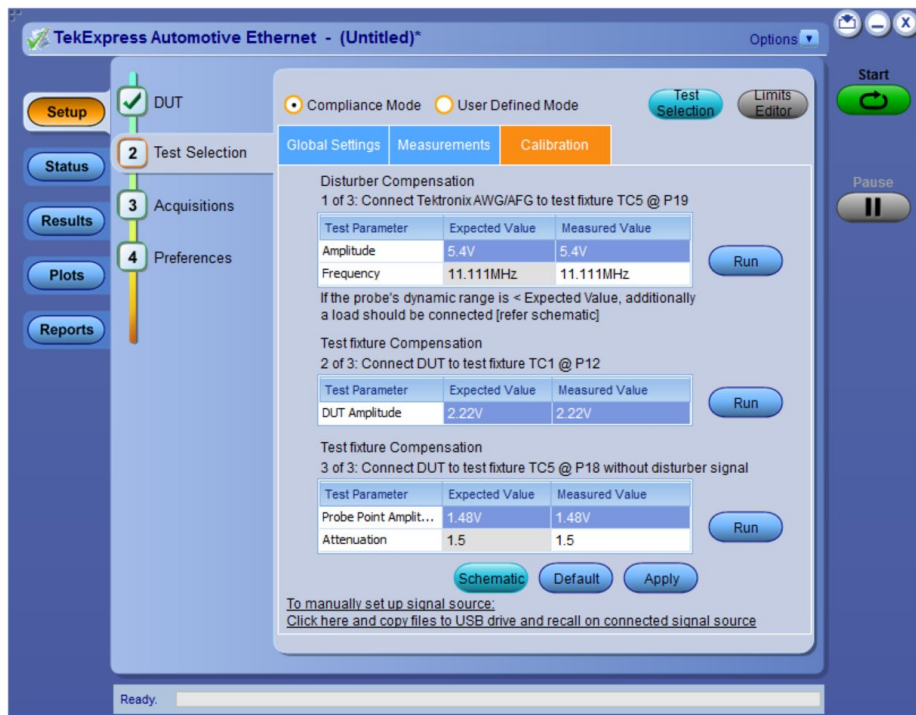 TekExpress Automotive Ethernet - (Untitled)*
Options
Start
Pause
Setup
Status
Results
Plots
Reports
DUT
2 Test Selection
3 Acquisitions
4 Preferences
Compliance Mode User Defined Mode
Test Selection
Limits Editor
Global Settings Measurements Calibration
Disturber Compensation
1 of 3: Connect Tektronix AWG/AFG to test fixture TC5 @ P19
Test Parameter Expected Value Measured Value
Amplitude 5.4V 5.4V
Frequency 11.111MHz 11.111MHz
Run
If the probe's dynamic range is < Expected Value, additionally
a load should be connected [refer schematic]
Test fixture Compensation
2 of 3: Connect DUT to test fixture TC1 @ P12
Test Parameter Expected Value Measured Value
DUT Amplitude 2.22V 2.22V
Run
Test fixture Compensation
3 of 3: Connect DUT to test fixture TC5 @ P18 without disturber signal
Test Parameter Expected Value Measured Value
Probe Point Amplit... 1.48V 1.48V
Attenuation 1.5 1.5
Run
Schematic Default Apply
To manually set up signal source:
Click here and copy files to USB drive and recall on connected signal source
Ready.